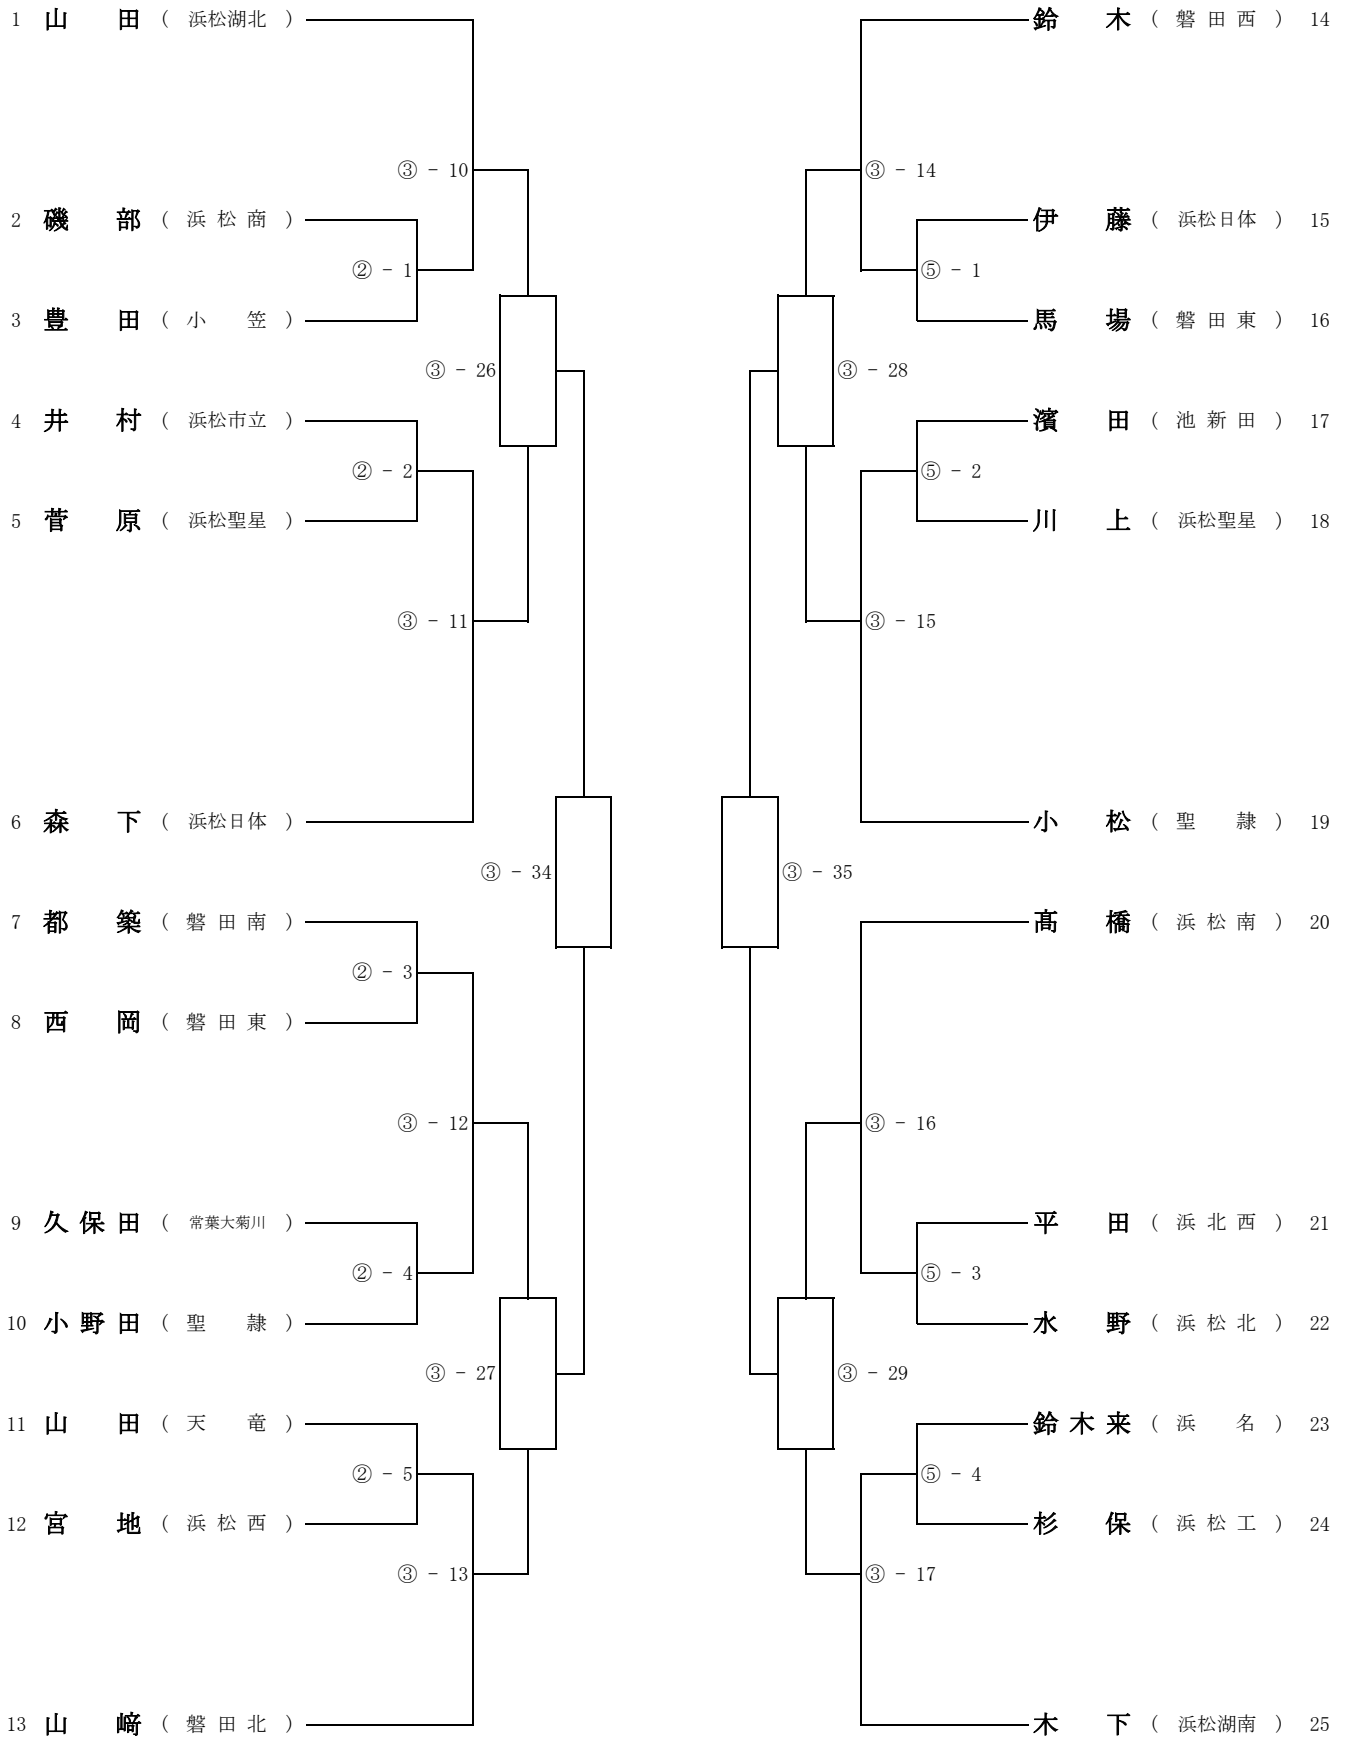 1 山 田 ( 浜松湖北 )
鈴 木 ( 磐田西 ) 14
③ - 10
③ - 14
2 磯 部 ( 浜松商 )
伊 藤 ( 浜松日体 ) 15
② - 1
⑤ - 1
3 豊 田 ( 小 笠 )
馬 場 ( 磐田東 ) 16
③ - 26
③ - 28
4 井 村 ( 浜松市立 )
濱 田 ( 池新田 ) 17
② - 2
⑤ - 2
5 菅 原 ( 浜松聖星 )
川 上 ( 浜松聖星 ) 18
③ - 11
③ - 15
6 森 下 ( 浜松日体 )
小 松 ( 聖 隷 ) 19
③ - 34
③ - 35
7 都 築 ( 磐田南 )
髙 橋 ( 浜松南 ) 20
② - 3
8 西 岡 ( 磐田東 )
③ - 12
③ - 16
9 久保田 ( 常葉大菊川 )
平 田 ( 浜北西 ) 21
② - 4
⑤ - 3
10 小野田 ( 聖 隷 )
水 野 ( 浜松北 ) 22
③ - 27
③ - 29
11 山 田 ( 天 竜 )
鈴木来 ( 浜 名 ) 23
② - 5
⑤ - 4
12 宮 地 ( 浜松西 )
杉 保 ( 浜松工 ) 24
③ - 13
③ - 17
13 山 﨑 ( 磐田北 )
木 下 ( 浜松湖南 ) 25